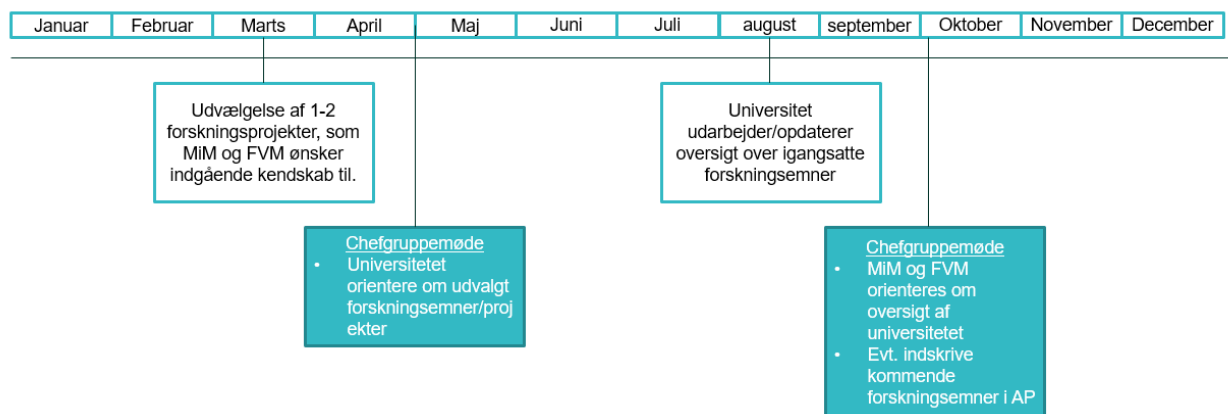 Januar Februar Marts April Maj Juni Juli august september Oktober November December
Udvælgelse af 1-2
forskningsprojekter, som
MiM og FVM ønsker
indgående kendskab til.
Universitet
udarbejder/opdaterer
oversigt over igangsatte
forskningsemner
Chefgruppemøde
• Universitetet
orientere om udvalgt
forskningsemner/proj
ekter
Chefgruppemøde
• MiM og FVM
orienteres om
oversigt af
universitetet
• Evt. indskrive
kommende
forskningsemner i AP